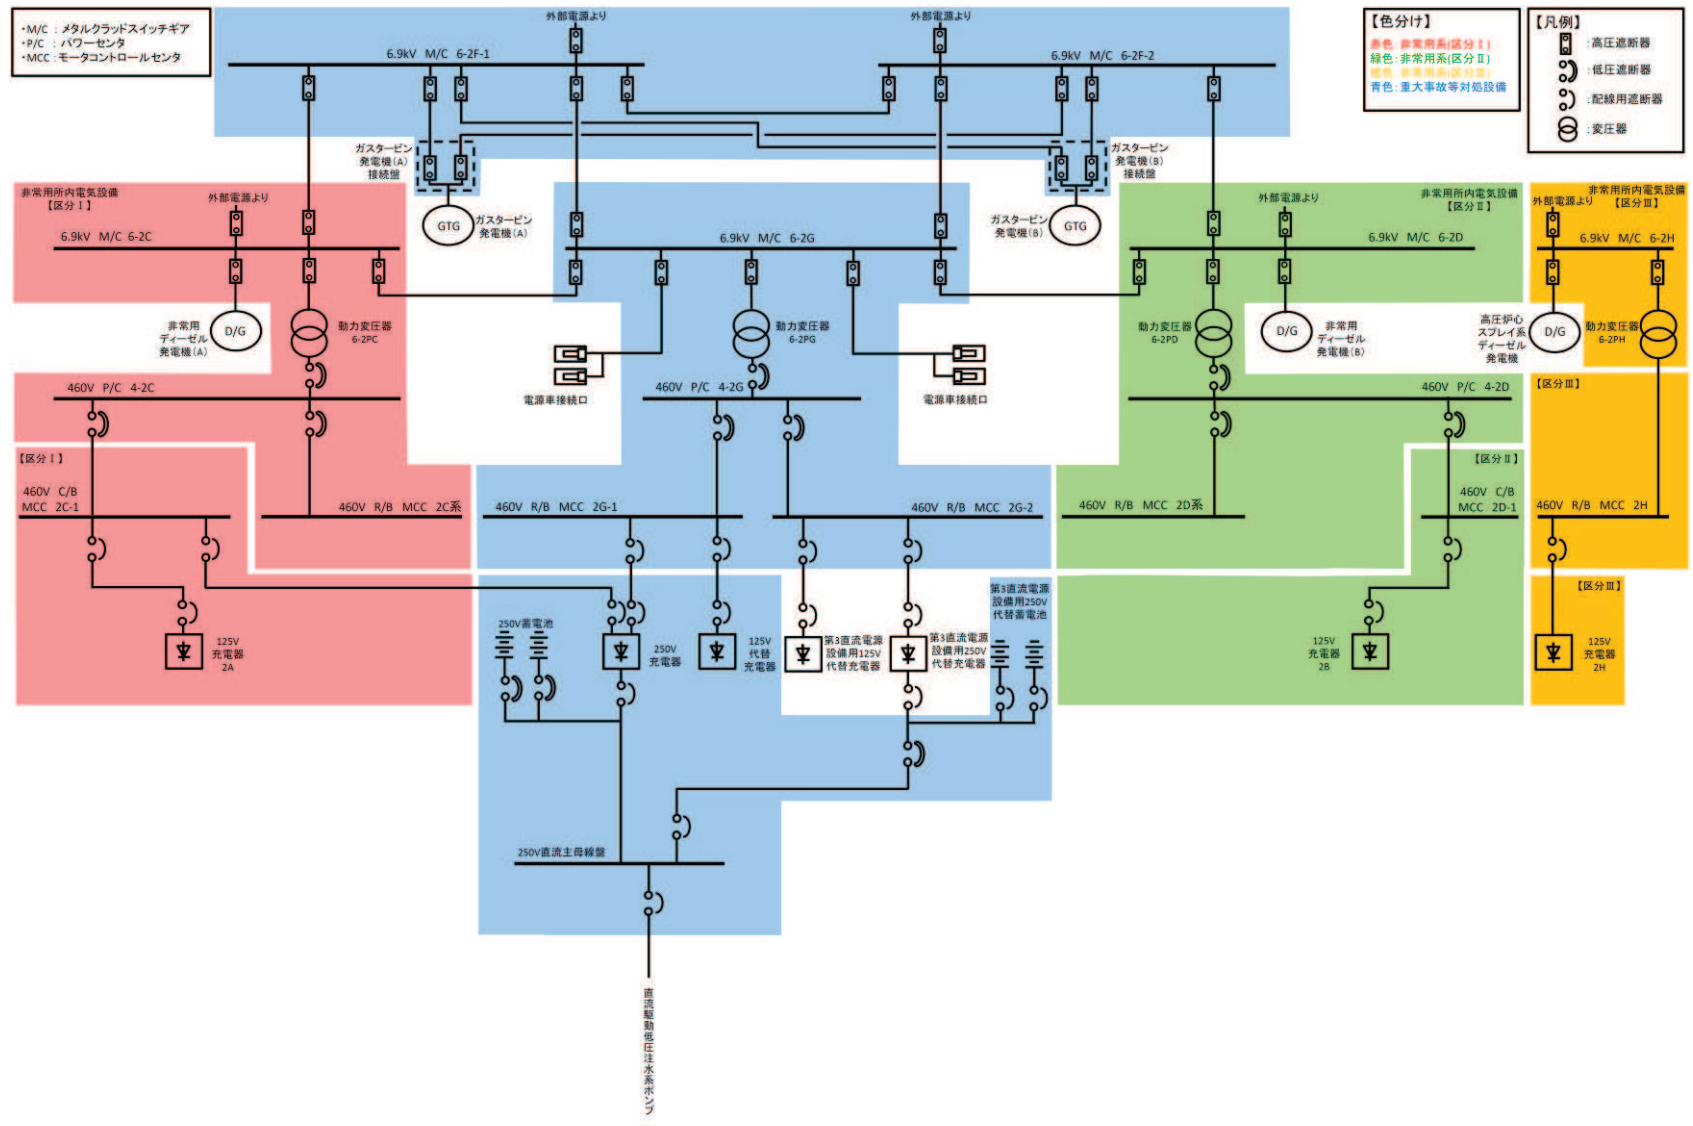 ・M/C : メタルクラッドスイッチギア
・P/C : パワーセンタ
・MCC : モータコントロールセンタ
外部電源より
外部電源より
6.9kV M/C 6-2F-1
6.9kV M/C 6-2F-2
【色分け】
赤色: 非常用系(区分Ⅰ)
緑色: 非常用系(区分Ⅱ)
橙色: 非常用系(区分Ⅲ)
青色: 重大事故等対処設備
【凡例】
:高圧遮断器
:低圧遮断器
:配線用遮断器
:変圧器
ガスタービン
発電機(A)
接続盤
ガスタービン
発電機(B)
接続盤
GTG
ガスタービン
発電機(A)
ガスタービン
発電機(B)
GTG
非常用所内電気設備
【区分Ⅰ】
外部電源より
6.9kV M/C 6-2C
6.9kV M/C 6-2G
外部電源より
非常用所内電気設備
【区分Ⅱ】
6.9kV M/C 6-2D
非常用所内電気設備
【区分Ⅲ】
外部電源より
6.9kV M/C 6-2H
非常用
ディーゼル
発電機(A)
D/G
動力変圧器
6-2PC
動力変圧器
6-2PG
動力変圧器
6-2PD
D/G
非常用
ディーゼル
発電機(B)
高圧炉心
スプレイ系
ディーゼル
発電機
D/G
動力変圧器
6-2PH
電源車接続口
電源車接続口
460V P/C 4-2C
460V P/C 4-2G
460V P/C 4-2D
【区分Ⅲ】
【区分Ⅰ】
【区分Ⅱ】
460V C/B
MCC 2C-1
460V R/B MCC 2C系
460V R/B MCC 2G-1
460V R/B MCC 2G-2
460V R/B MCC 2D系
460V C/B
MCC 2D-1
460V R/B MCC 2H
【区分Ⅲ】
125V
充電器
2A
250V蓄電池
250V
充電器
125V
代替
充電器
第3直流電源
設備用125V
代替充電器
第3直流電源
設備用250V
代替充電器
第3直流電源
設備用250V
代替蓄電池
125V
充電器
2B
125V
充電器
2H
250V直流主母線盤
直流駆動低圧注水系ポンプ